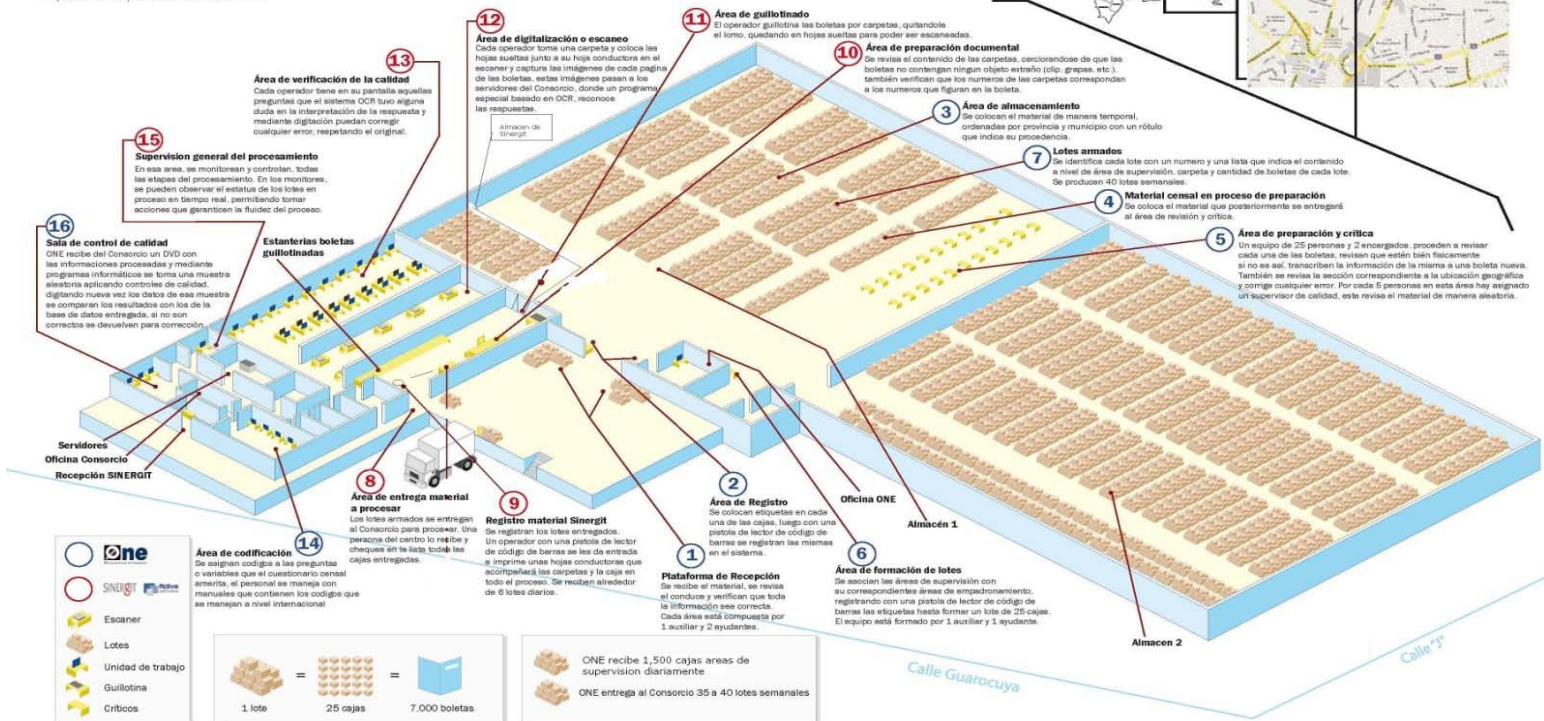 12
Área de digitalización o escaneo
Cada operador toma una carpeta y coloca las
hojas sueltas junto a su hoja conductora en el
escaner y captura las imágenes de cada pagina
de las boletas, estas imágenes pasan a los
servidores del Consorcio, donde un programa
especial basado en OCR, reconoce
las respuestas.
Almacen de
Sinergit
11
Área de guillotinado
El operador guillotina las boletas por carpetas, quitandole
el lomo, quedando en hojas sueltas para poder ser escaneadas.
10
Área de preparación documental
Se revisa el contenido de las carpetas, cerciorandose de que las
boletas no contengan ningun objeto extraño (clip, grapas, etc.),
también verifican que los numeros de las carpetas correspondan
a los numeros que figuran en la boleta.
3
Área de almacenamiento
Se colocan el material de manera temporal,
ordenadas por provincia y municipio con un rótulo
que indica su procedencia.
7
Lotes armados
Se identifica cada lote con un numero y una lista que indica el contenido
a nivel de área de supervisión, carpeta y cantidad de boletas de cada lote.
Se producen 40 lotes semanales.
4
Material censal en proceso de preparación
Se coloca el material que posteriormente se entregará
al área de revisión y crítica.
5
Área de preparación y crítica
Un equipo de 25 personas y 2 encargados, proceden a revisar
cada una de las boletas, revisan que estén bién fisicamente
si no es así, transcriben la información de la misma a una boleta nueva.
También se revisa la sección correspondiente a la ubicación geográfica
y corrige cualquier error. Por cada 5 personas en esta área hay asignado
un supervisor de calidad, este revisa el material de manera aleatoria.
13
Área de verificación de la calidad
Cada operador tiene en su pantalla aquellas
preguntas que el sistema OCR tuvo alguna
duda en la interpretación de la respuesta y
mediante digitación puedan corregir
cualquier error, respetando el original.
15
Supervision general del procesamiento
En esa area, se monitorean y controlan, todas
las etapas del procesamiento. En los monitores,
se pueden observar el estatus de los lotes en
proceso en tiempo real, permitiendo tomar
acciones que garanticen la fluidez del proceso.
16
Sala de control de calidad
ONE recibe del Consorcio un DVD con
las informaciones procesadas y mediante
programas informáticos se toma una muestra
aleatoria aplicando controles de calidad,
digitando nueva vez los datos de esa muestra
se comparan los resultados con los de la
base de datos entregada, si no son
correctos se devuelven para corrección.
Estanterias boletas
guillotinadas
Servidores
Oficina Consorcio
Recepción SINERGIT
8
Área de entrega material
a procesar
Los lotes armados se entregan
al Consorcio para procesar. Una
persona del centro lo recibe y
chequea en la lista todas las
cajas entregadas.
9
Registro material Sinergit
Se registran los lotes entregados.
Un operador con una pistola de lector
de código de barras se les da entrada
e imprime unas hojas conductoras que
acompañarán las carpetas y la caja en
todo el proceso. Se reciben alrededor
de 6 lotes diarios.
1
Plataforma de Recepción
Se recibe el material, se revisa
el conduce y verifican que toda
la información sea correcta.
Cada área está compuesta por
1 auxiliar y 2 ayudantes.
2
Área de Registro
Se colocan etiquetas en cada
una de las cajas, luego con una
pistola de lector de código de
barras se registran las mismas
en el sistema.
Oficina ONE
6
Área de formación de lotes
Se asocian las áreas de supervisión con
su correspondientes áreas de empadronamiento,
registrando con una pistola de lector de código de
barras las etiquetas hasta formar un lote de 25 cajas.
El equipo está formado por 1 auxiliar y 1 ayudante.
Almacén 1
Almacen 2
14
Área de codificación
Se asignan codigos a las preguntas
o variables que el cuestionario censal
amerita, el personal se maneja con
manuales que contienen los codigos que
se manejan a nivel internacional
One
SINERGIT
Escaner
Lotes
Unidad de trabajo
Guillotina
Críticos
1 lote
=
25 cajas
=
7.000 boletas
ONE recibe 1,500 cajas areas de
supervision diariamente
ONE entrega al Consorcio 35 a 40 lotes semanales
Calle Guarocuya
Calle "J"